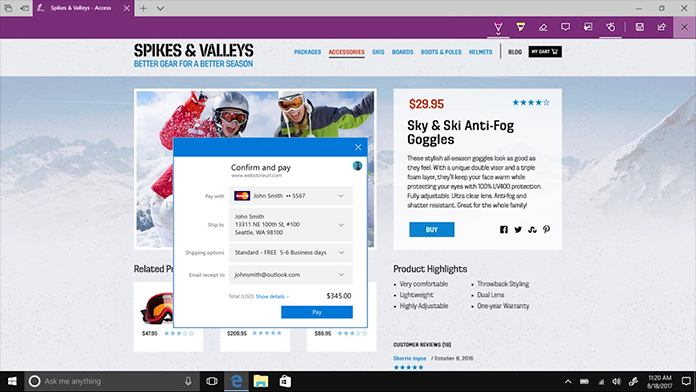 Spikes & Valleys - Access
SPIKES & VALLEYS
BETTER GEAR FOR A BETTER SEASON
PACKAGES ACCESSORIES SKIS BOARDS BOOTS & POLES HELMETS BLOG MY CART
$29.95
Sky & Ski Anti-Fog
Goggles
These stylish all-season goggles look as good as
they feel. With a unique double visor and a triple
foam layer, they'll keep your face warm while
protecting your eyes with 100% UV400 protection.
Fully adjustable. Ultra clear lens. Anti-fog and
shatter resistant. Great for the whole family!
BUY
Confirm and pay
www.webstoreurl.com
Pay with
John Smith •• 5567
Ship to
John Smith
13311 NE 100th St, #100
Seattle, WA 98100
Shipping options
Standard - FREE 5-6 Business days
Email receipt to
johnsmith@outlook.com
Total (USD) Show details $345.00
Pay
Related Pr
$47.95
$209.95
$88.95
Product Highlights
• Very comfortable
• Lightweight
• Highly Adjustable
• Throwback Styling
• Dual Lens
• One-year Warranty
CUSTOMER REVIEWS (18)
Sherrie Joyce / October 8, 2016
Ask me anything
11:20 AM
8/18/2017